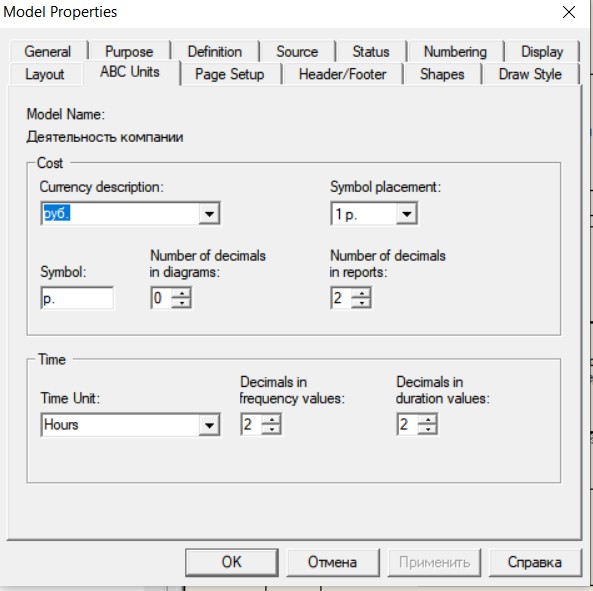 Model Properties
General Purpose Definition Source Status Numbering Display
Layout ABC Units Page Setup Header/Footer Shapes Draw Style
Model Name:
Деятельность компании
Cost
Currency description:
Symbol placement:
руб.
1 р.
Symbol:
Number of decimals
in diagrams:
Number of decimals
in reports:
р.
0
2
Time
Time Unit:
Decimals in
frequency values:
Decimals in
duration values:
Hours
2
2
OK Отмена Применить Справка